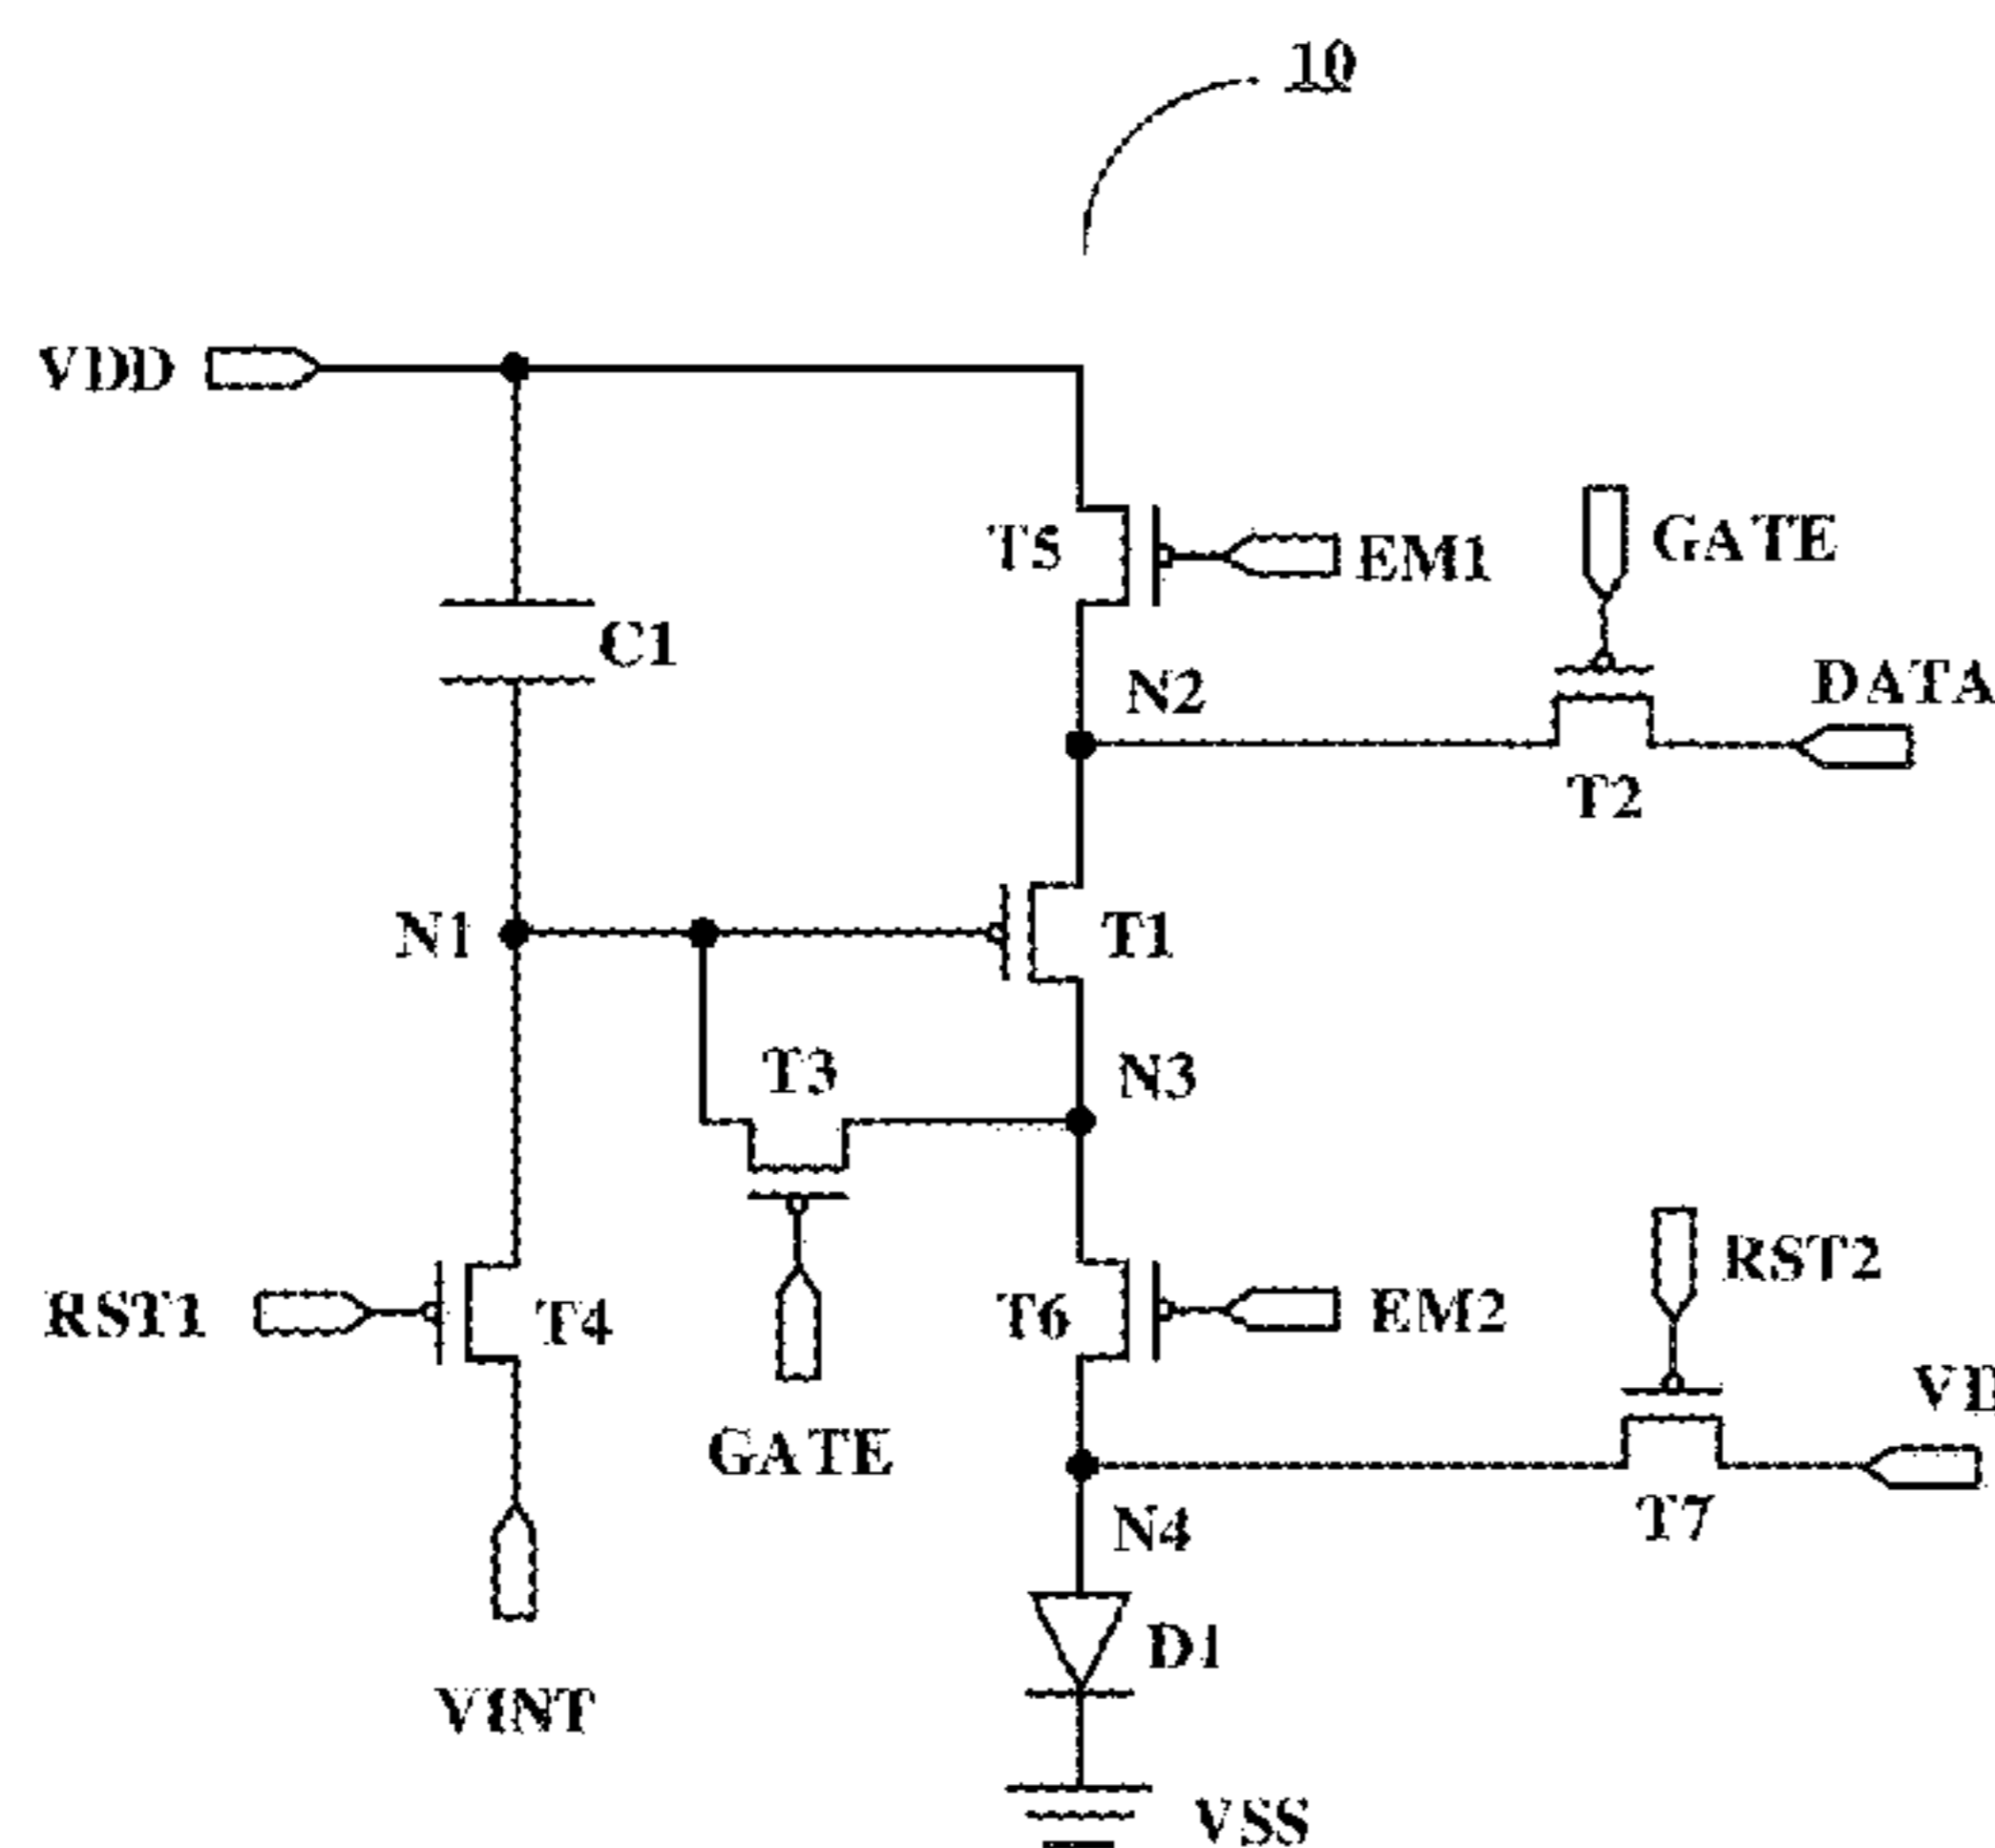 10
VDD
T5
EM1
GATE
C1
N2
DATA
T2
N1
T1
T3
N3
RST1
T4
T6
EM2
RST2
GATE
N4
T7
D1
VINT
VSS